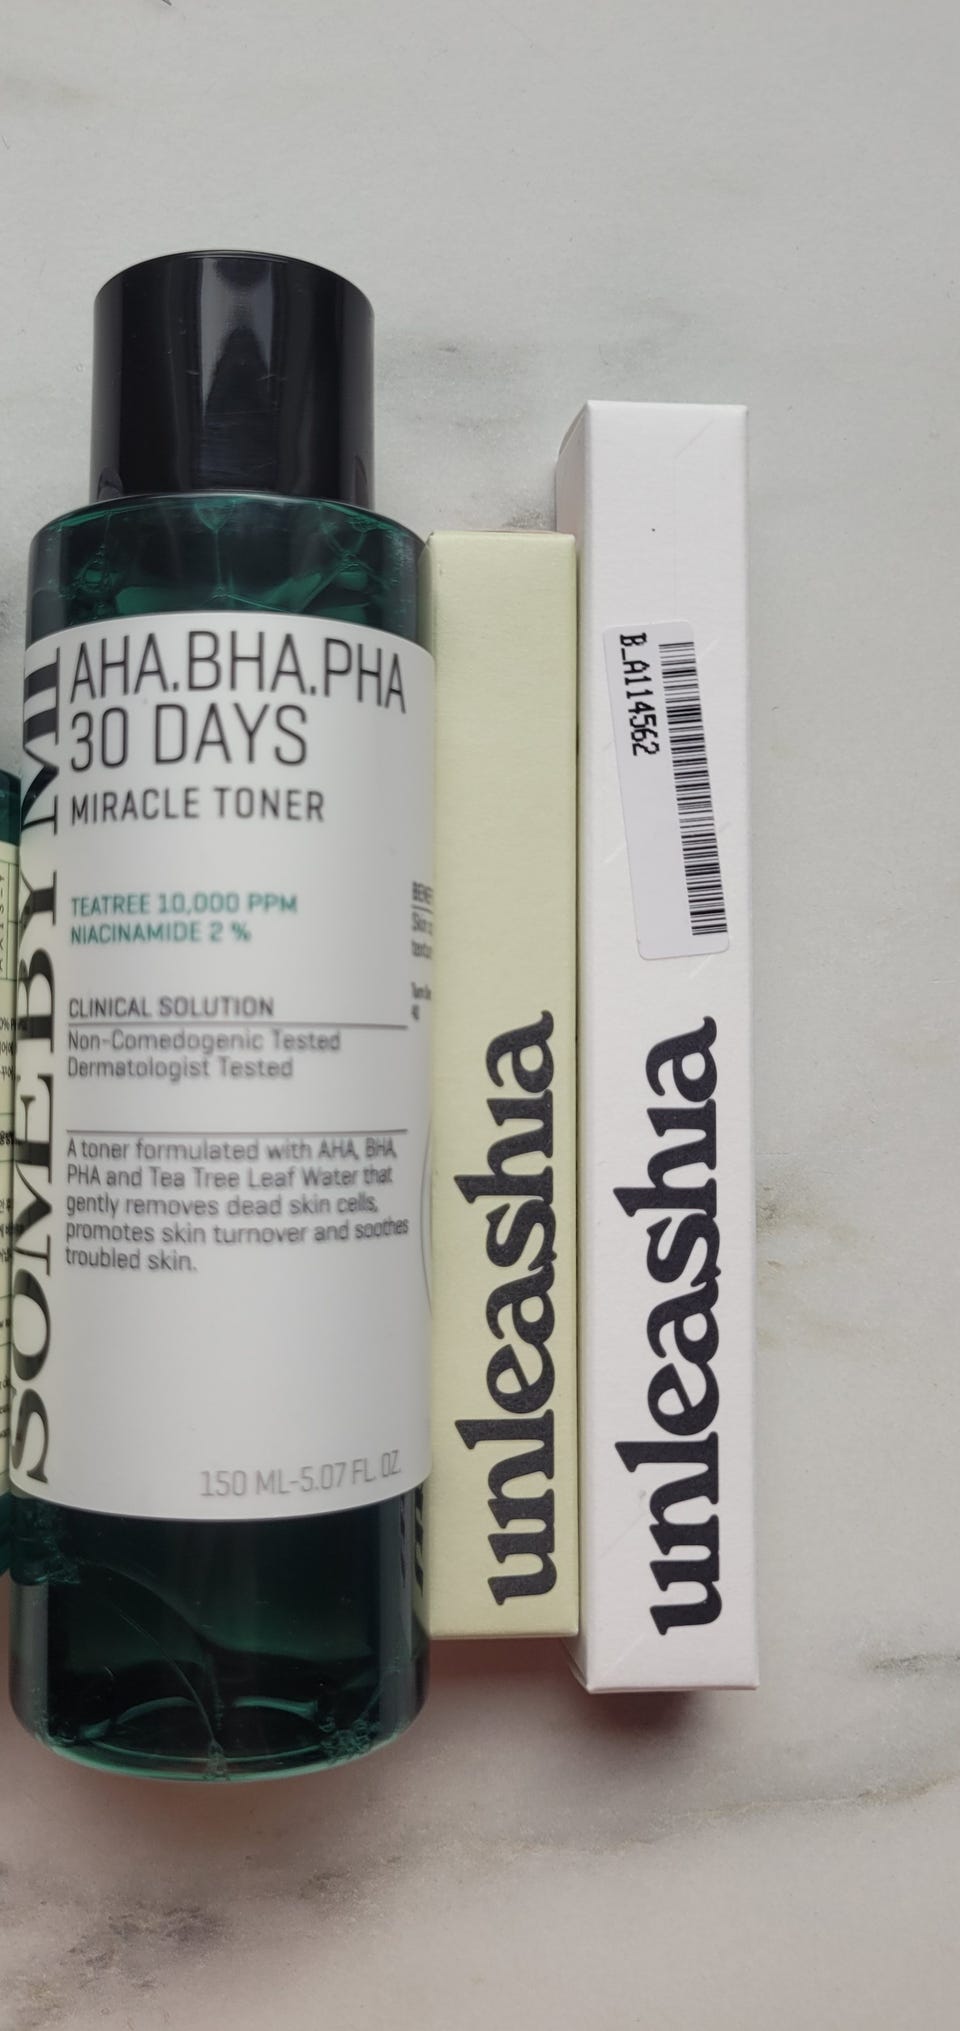 SOME BY MI
AHA.BHA.PHA
30 DAYS
MIRACLE TONER
TEATREE 10,000 PPM
NIACINAMIDE 2 %
CLINICAL SOLUTION
Non-Comedogenic Tested
Dermatologist Tested
A toner formulated with AHA, BHA,
PHA and Tea Tree Leaf Water that
gently removes dead skin cells,
promotes skin turnover and soothes
troubled skin.
150 ML-5.07 FL. OZ.
unleashia
B_A114562
unleashia